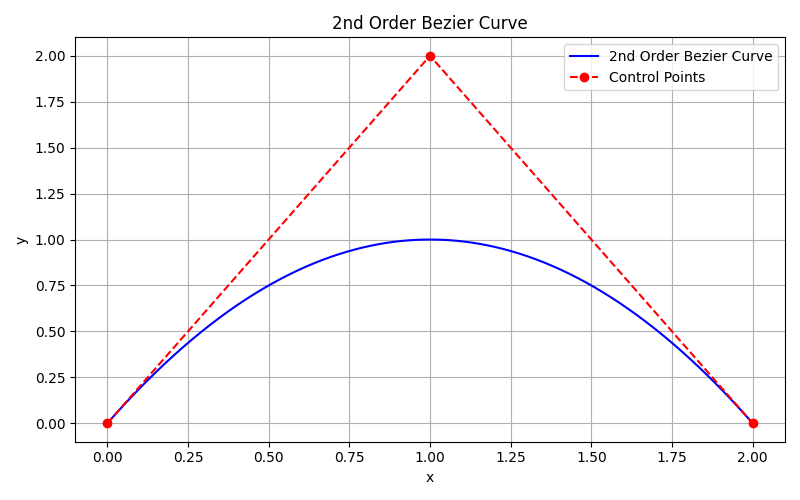 2nd Order Bezier Curve
2nd Order Bezier Curve
Control Points
2.00
1.75
1.50
1.25
1.00
0.75
0.50
0.25
0.00
y
0.00 0.25 0.50 0.75 1.00 1.25 1.50 1.75 2.00
x